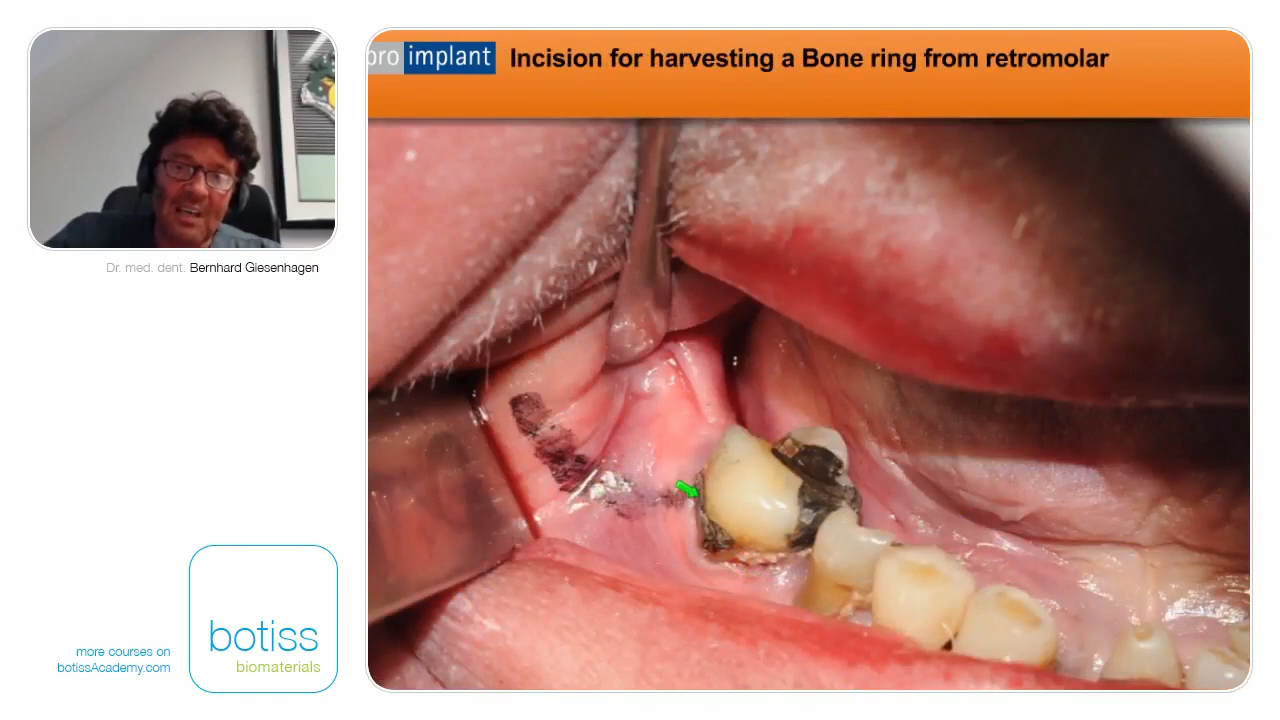 pro implant
Incision for harvesting a Bone ring from retromolar
Dr. med. dent. Bernhard Giesenhagen
more courses on
botissAcademy.com
botiss
biomaterials